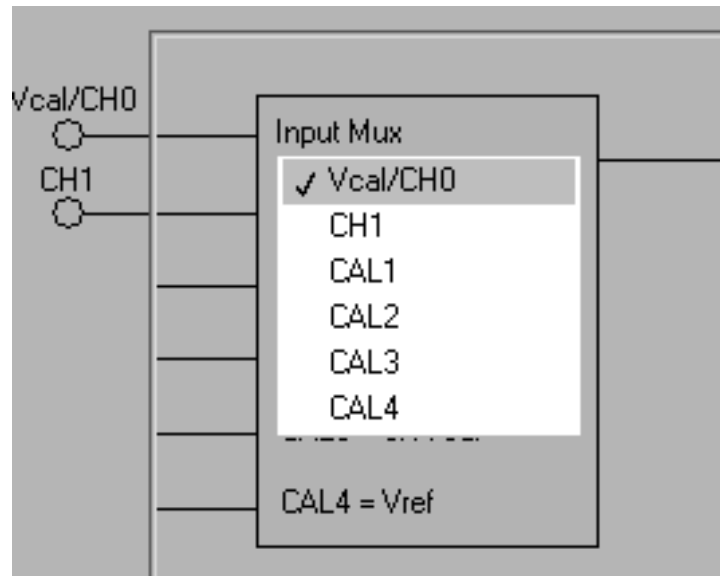 Vcal/CH0
CH1
Input Mux
✓ Vcal/CH0
CH1
CAL1
CAL2
CAL3
CAL4
CAL4 = Vref